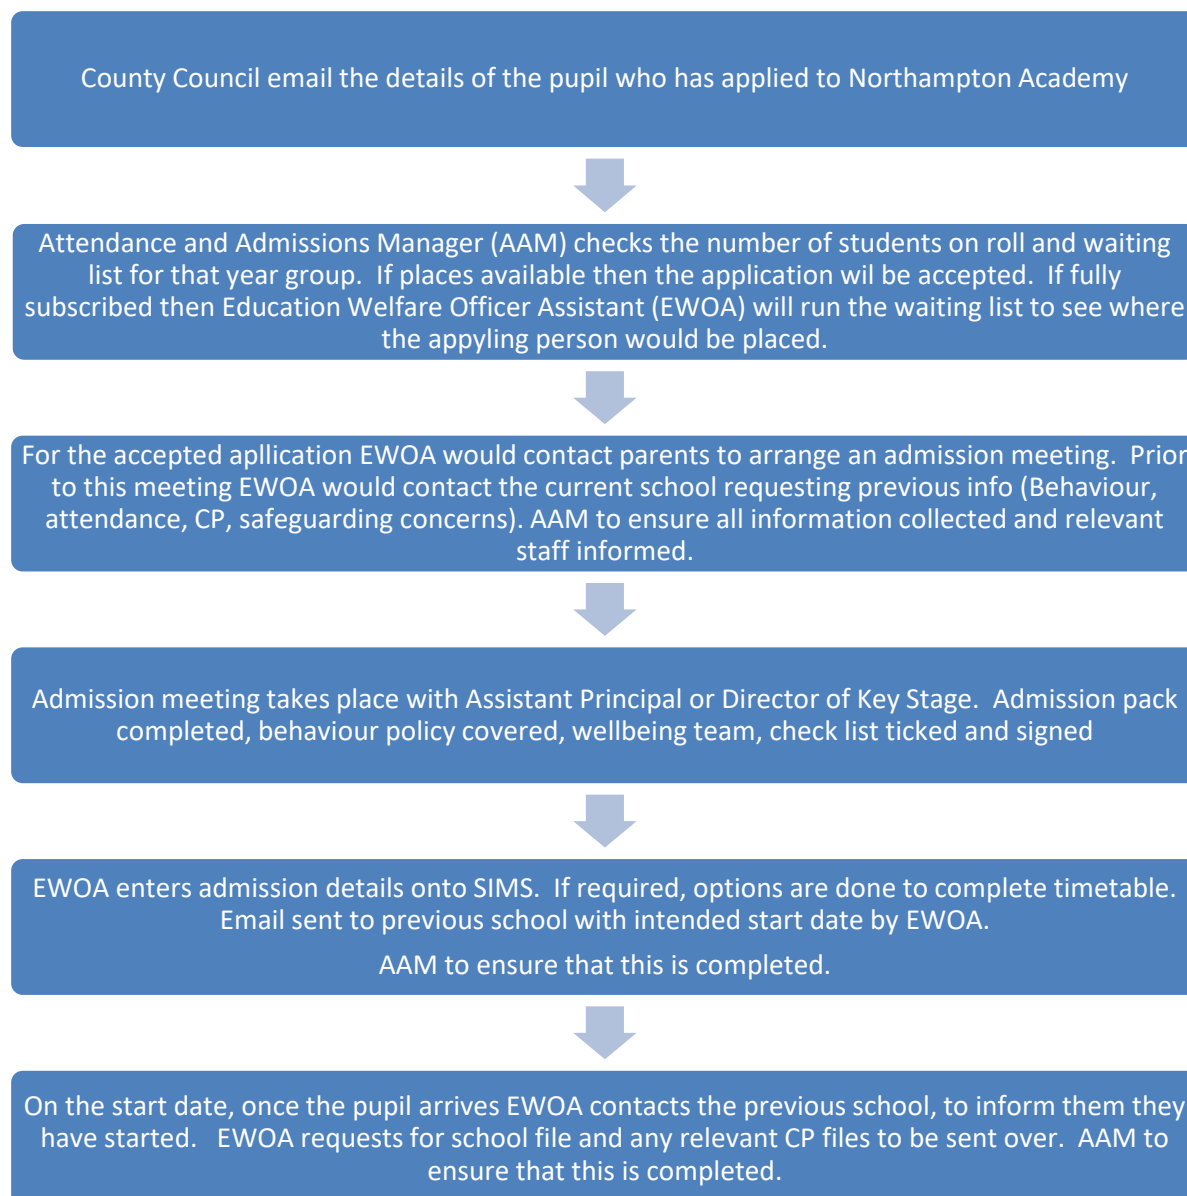 County Council email the details of the pupil who has applied to Northampton Academy
Attendance and Admissions Manager (AAM) checks the number of students on roll and waiting
list for that year group.  If places available then the application wil be accepted.  If fully
subscribed then Education Welfare Officer Assistant (EWOA) will run the waiting list to see where
the appyling person would be placed.
For the accepted apllication EWOA would contact parents to arrange an admission meeting.  Prior
to this meeting EWOA would contact the current school requesting previous info (Behaviour,
attendance, CP, safeguarding concerns). AAM to ensure all information collected and relevant
staff informed.
Admission meeting takes place with Assistant Principal or Director of Key Stage.  Admission pack
completed, behaviour policy covered, wellbeing team, check list ticked and signed
EWOA enters admission details onto SIMS.  If required, options are done to complete timetable.
Email sent to previous school with intended start date by EWOA.
AAM to ensure that this is completed.
On the start date, once the pupil arrives EWOA contacts the previous school, to inform them they
have started.   EWOA requests for school file and any relevant CP files to be sent over.  AAM to
ensure that this is completed.